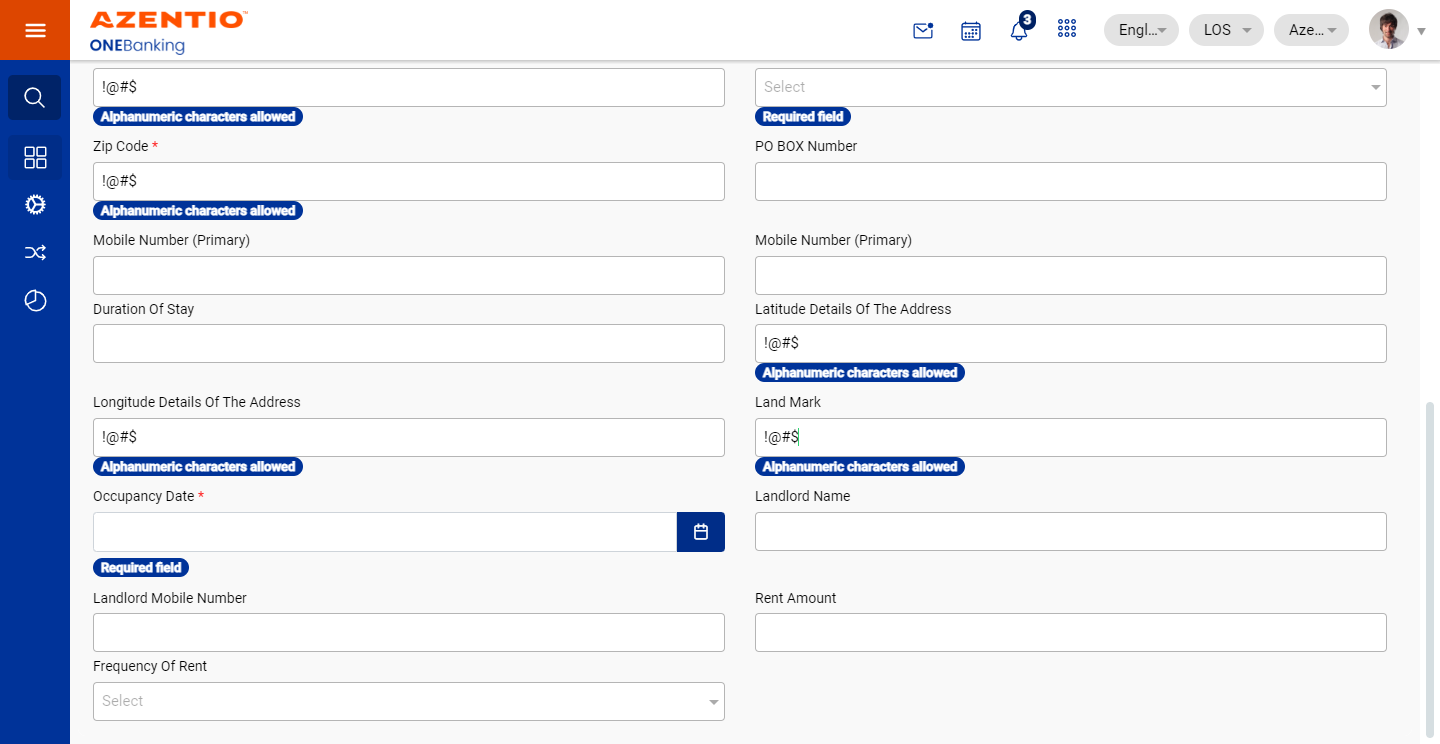 AZENTIO™
ONEBanking
3
Engl...
LOS
Aze...
!@#$
Select
Alphanumeric characters allowed
Required field
Zip Code *
PO BOX Number
!@#$
Alphanumeric characters allowed
Mobile Number (Primary)
Mobile Number (Primary)
Duration Of Stay
Latitude Details Of The Address
!@#$
Alphanumeric characters allowed
Longitude Details Of The Address
Land Mark
!@#$
!@#$
Alphanumeric characters allowed
Alphanumeric characters allowed
Occupancy Date *
Landlord Name
Required field
Landlord Mobile Number
Rent Amount
Frequency Of Rent
Select